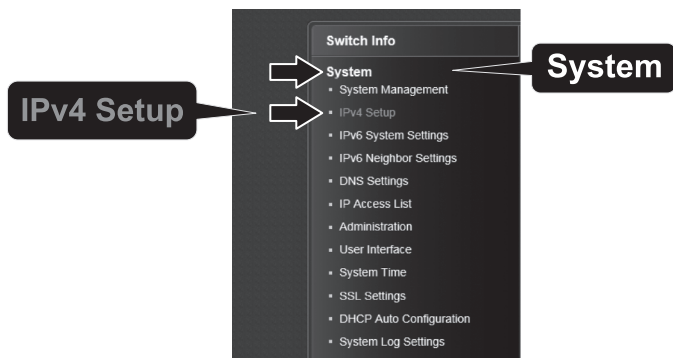 Switch Info
System
System
System Management
IPv4 Setup
IPv4 Setup
IPv6 System Settings
IPv6 Neighbor Settings
DNS Settings
IP Access List
Administration
User Interface
System Time
SSL Settings
DHCP Auto Configuration
System Log Settings